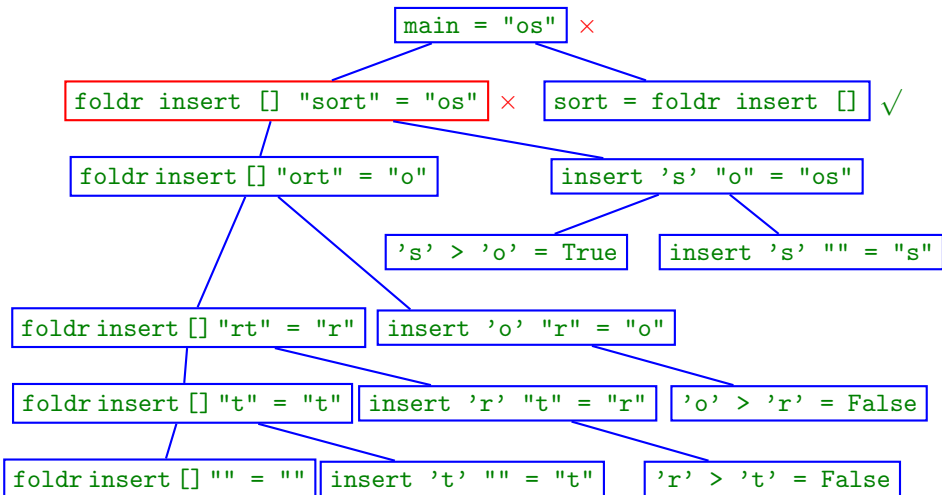 main = "os" ×
foldr insert [] "sort" = "os" × sort = foldr insert [] √
foldr insert [] "ort" = "o" insert 's' "o" = "os"
's' > 'o' = True insert 's' "" = "s"
foldr insert [] "rt" = "r" insert 'o' "r" = "o"
foldr insert [] "t" = "t" insert 'r' "t" = "r" 'o' > 'r' = False
foldr insert [] "" = "" insert 't' "" = "t" 'r' > 't' = False